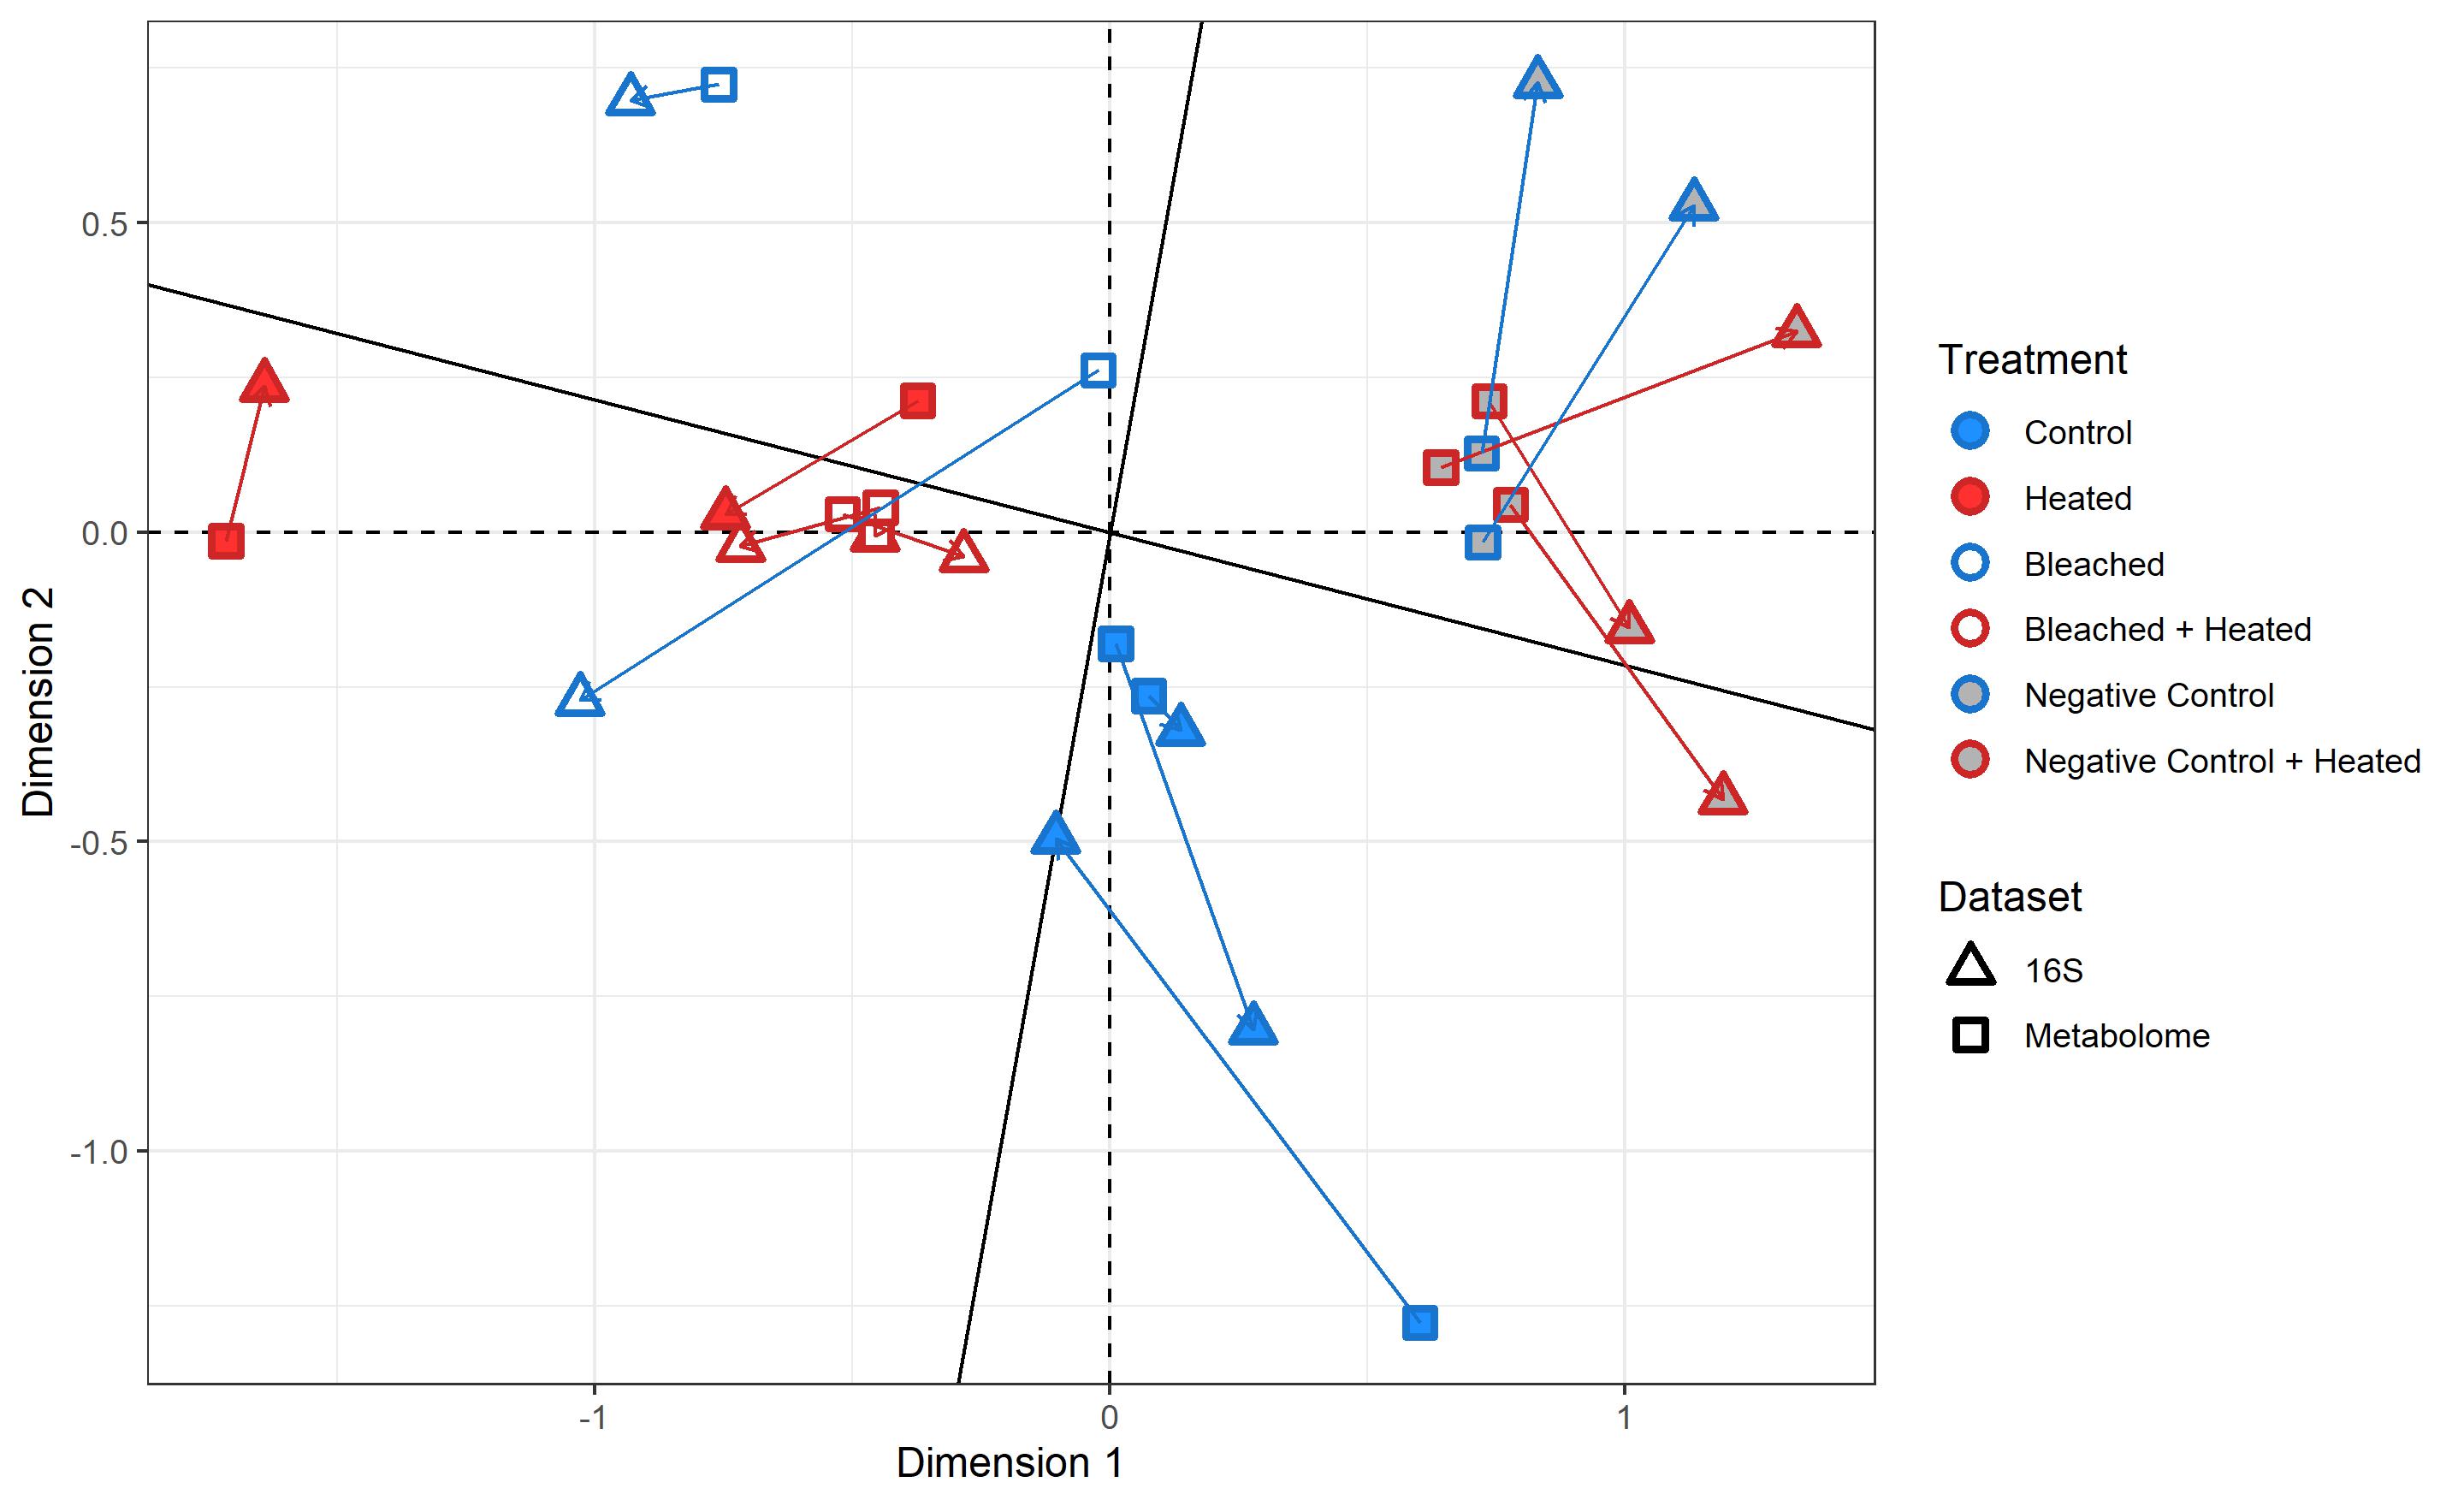 0.5
0.0
-0.5
-1.0
Dimension 2
-1
0
1
Dimension 1
Treatment
Control
Heated
Bleached
Bleached + Heated
Negative Control
Negative Control + Heated
Dataset
16S
Metabolome